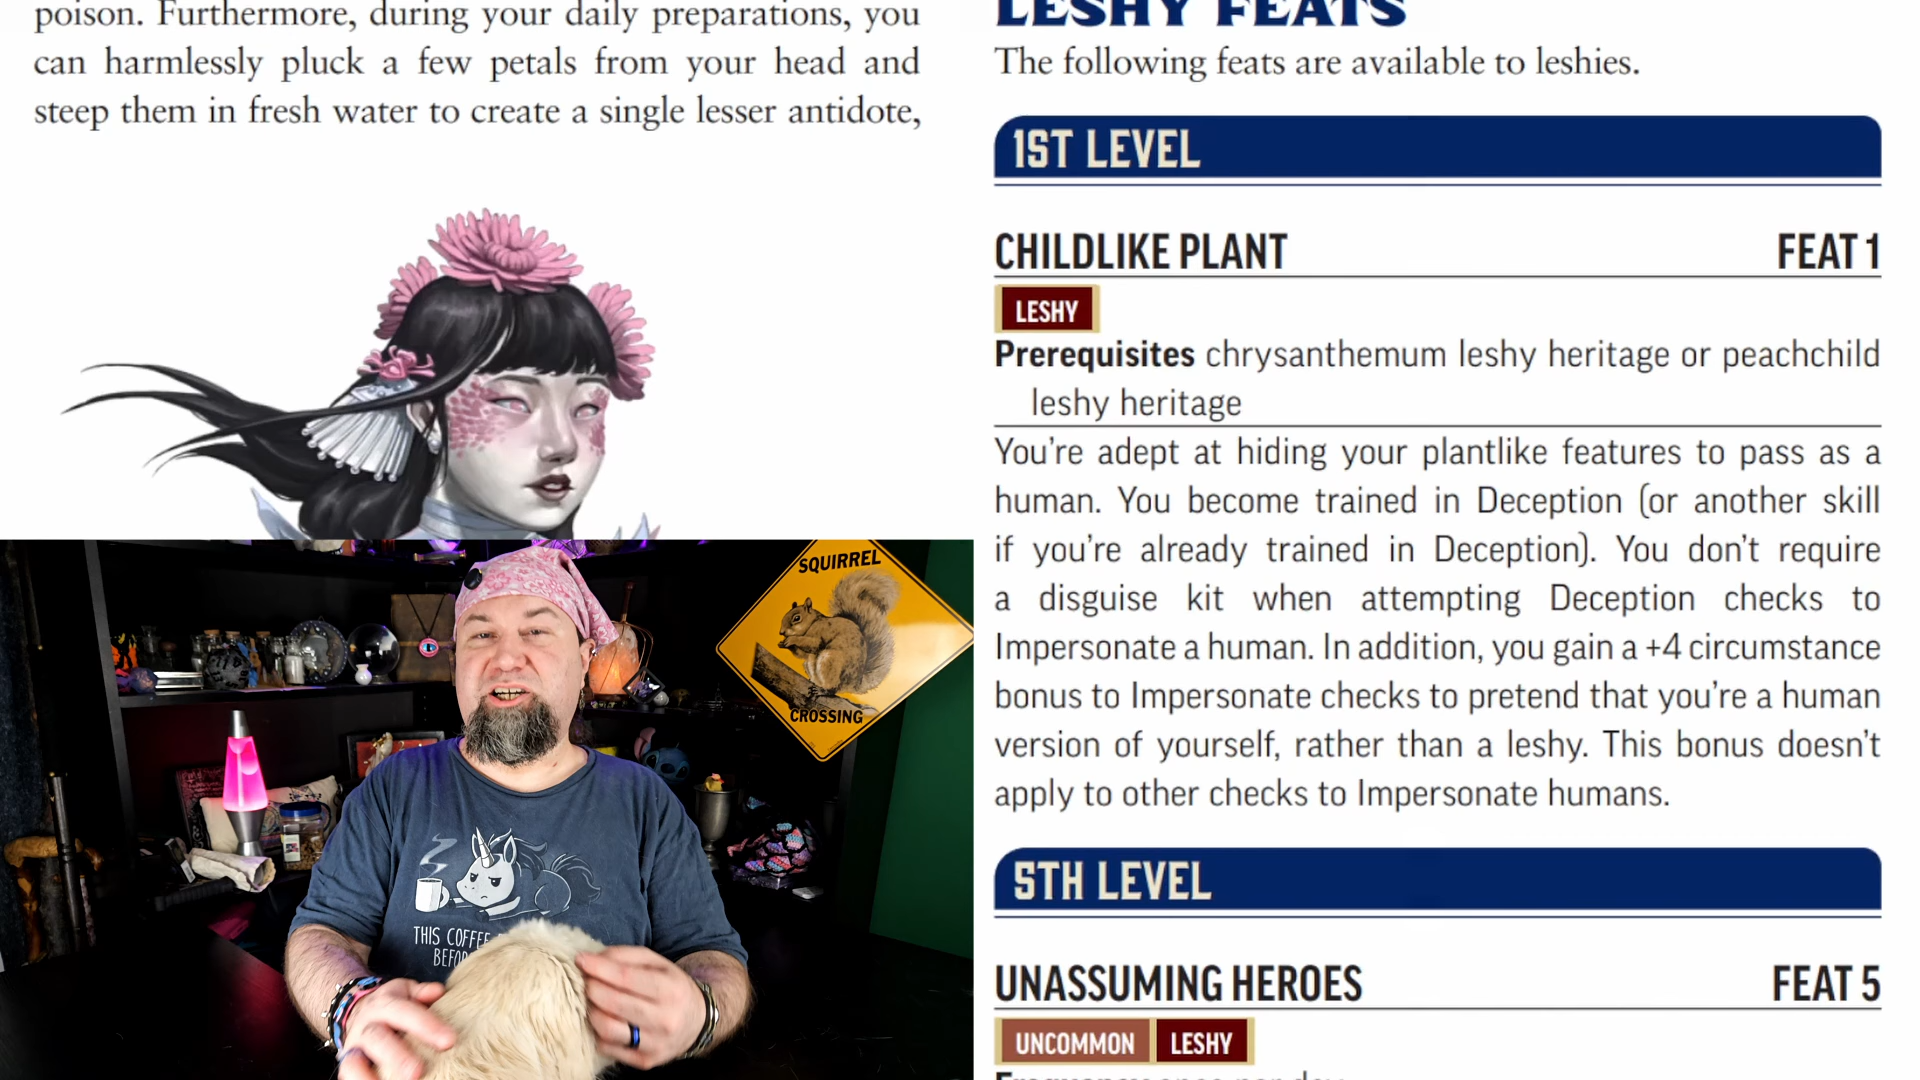 poison. Furthermore, during your daily preparations, you
can harmlessly pluck a few petals from your head and
steep them in fresh water to create a single lesser antidote,
LESHY FEATS
The following feats are available to leshies.
1ST LEVEL
CHILDLIKE PLANT FEAT 1
LESHY
Prerequisites chrysanthemum leshy heritage or peachchild
leshy heritage
You’re adept at hiding your plantlike features to pass as a
human. You become trained in Deception (or another skill
if you’re already trained in Deception). You don’t require
a disguise kit when attempting Deception checks to
Impersonate a human. In addition, you gain a +4 circumstance
bonus to Impersonate checks to pretend that you’re a human
version of yourself, rather than a leshy. This bonus doesn’t
apply to other checks to Impersonate humans.
5TH LEVEL
UNASSUMING HEROES FEAT 5
UNCOMMON LESHY
Frequency once per day
SQUIRREL
CROSSING
THIS COFFEE